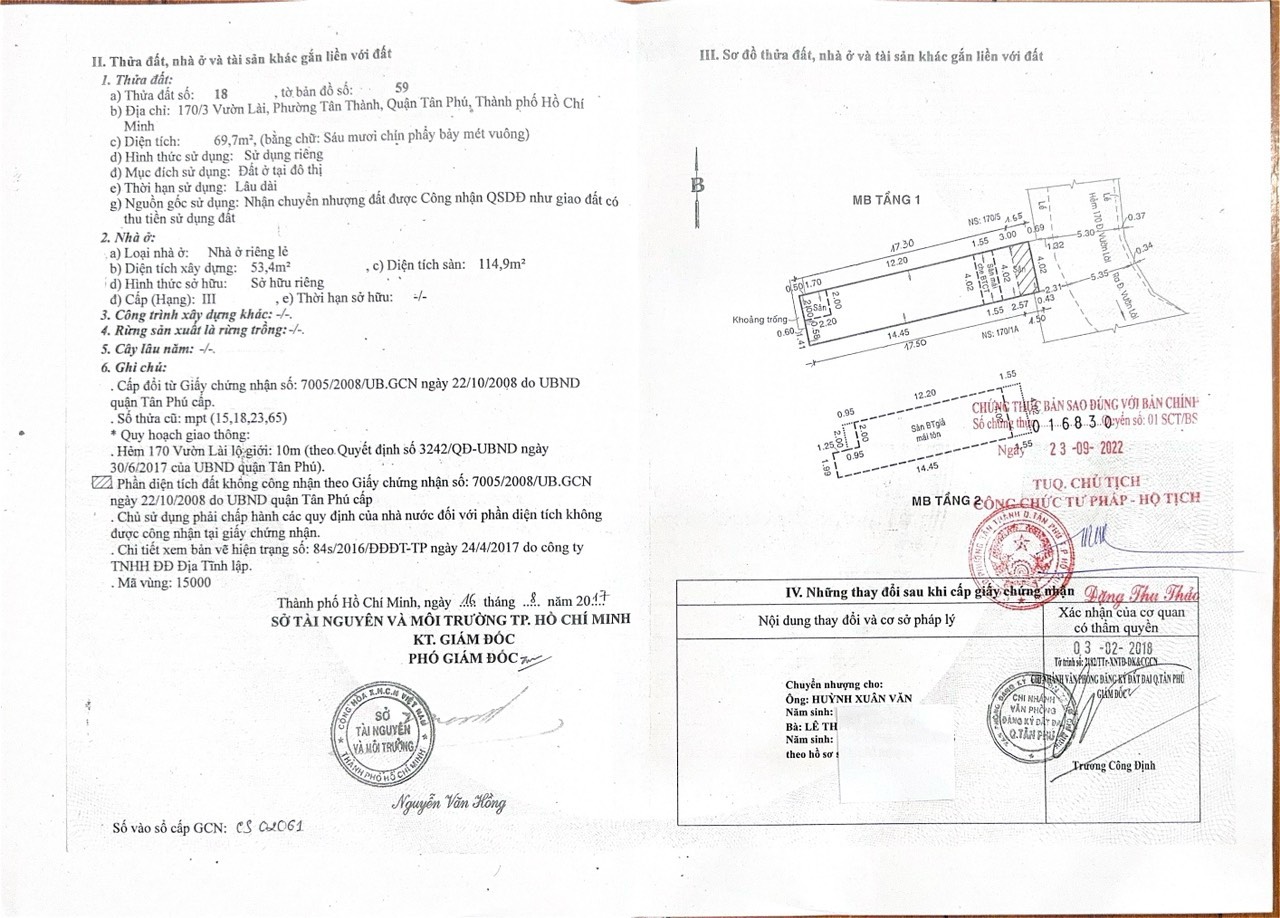 II. Thửa đất, nhà ở và tài sản khác gắn liền với đất
1. Thửa đất:
a) Thửa đất số: 18 , tờ bản đồ số: 59
b) Địa chỉ: 170/3 Vườn Lài, Phường Tân Thành, Quận Tân Phú, Thành phố Hồ Chí
Minh
c) Diện tích: 69,7m², (bằng chữ: Sáu mươi chín phẩy bảy mét vuông)
d) Hình thức sử dụng: Sử dụng riêng
đ) Mục đích sử dụng: Đất ở tại đô thị
e) Thời hạn sử dụng: Lâu dài
g) Nguồn gốc sử dụng: Nhận chuyển nhượng đất được Công nhận QSDĐ như giao đất có
thu tiền sử dụng đất
2. Nhà ở:
a) Loại nhà ở: Nhà ở riêng lẻ
b) Diện tích xây dựng: 53,4m² , c) Diện tích sàn: 114,9m²
d) Hình thức sở hữu: Sở hữu riêng
đ) Cấp (Hạng): III , e) Thời hạn sở hữu: -/-
3. Công trình xây dựng khác: -/-.
4. Rừng sản xuất là rừng trồng: -/-.
5. Cây lâu năm: -/-.
6. Ghi chú:
. Cấp đổi từ Giấy chứng nhận số: 7005/2008/UB.GCN ngày 22/10/2008 do UBND
quận Tân Phú cấp.
. Số thửa cũ: mpt (15,18,23,65)
* Quy hoạch giao thông:
. Hẻm 170 Vườn Lài lộ giới: 10m (theo Quyết định số 3242/QĐ-UBND ngày
30/6/2017 của UBND quận Tân Phú).
Phần diện tích đất không công nhận theo Giấy chứng nhận số: 7005/2008/UB.GCN
ngày 22/10/2008 do UBND quận Tân Phú cấp
. Chủ sử dụng phải chấp hành các quy định của nhà nước đối với phần diện tích không
được công nhận tại giấy chứng nhận.
. Chi tiết xem bản vẽ hiện trạng số: 84s/2016/ĐĐĐT-TP ngày 24/4/2017 do công ty
TNHH ĐĐ Địa Tĩnh lập.
. Mã vùng: 15000
Thành phố Hồ Chí Minh, ngày 16 tháng 8 năm 2017
SỞ TÀI NGUYÊN VÀ MÔI TRƯỜNG TP. HỒ CHÍ MINH
KT. GIÁM ĐỐC
PHÓ GIÁM ĐỐC
CỘNG HÒA X.H.C.N VIỆT NAM
SỞ
TÀI NGUYÊN
VÀ MÔI TRƯỜNG
THÀNH PHỐ HỒ CHÍ MINH
Nguyễn Văn Hồng
Số vào sổ cấp GCN: CS 02061
III. Sơ đồ thửa đất, nhà ở và tài sản khác gắn liền với đất
B
MB TẦNG 1
NS: 170/5
1.65
Lề
Hẻm 170 Đ. Vườn Lài
Lề
0.37
17.30
1.55
3.00
0.69
5.30
12.20
1.32
0.34
4.02
Sân mái
che BTCT
4.02
Sân
4.02
5.35
0.50
1.70
2.00
Sân
2.31
Ra Đ. Vườn Lài
Khoảng trống
2.00
0.56
2.20
1.55
2.57
0.43
0.60
1.41
14.45
NS: 170/1A
4.50
17.50
1.55
12.20
0.95
4.02
2.00
2.00
Sàn BTgiả
mái tôn
1.25
0.95
1.55
1.99
14.45
MB TẦNG 2
CHỨNG THỰC BẢN SAO ĐÚNG VỚI BẢN CHÍNH
Số chứng thực 016830 Quyển số: 01 SCT/BS
Ngày 23-09-2022
TUQ. CHỦ TỊCH
CÔNG CHỨC TƯ PHÁP - HỘ TỊCH
Đặng Thu Thảo
IV. Những thay đổi sau khi cấp giấy chứng nhận
Nội dung thay đổi và cơ sở pháp lý
Xác nhận của cơ quan
có thẩm quyền
Chuyển nhượng cho:
Ông: HUỲNH XUÂN VĂN
Năm sinh:
Bà: LÊ TH
Năm sinh:
theo hồ sơ s
03-02-2018
CHI NHÁNH VĂN PHÒNG ĐĂNG KÝ ĐẤT ĐAI Q.TÂN PHÚ
GIÁM ĐỐC
CHI NHÁNH
VĂN PHÒNG
ĐĂNG KÝ ĐẤT ĐAI
Q.TÂN PHÚ
Trương Công Định